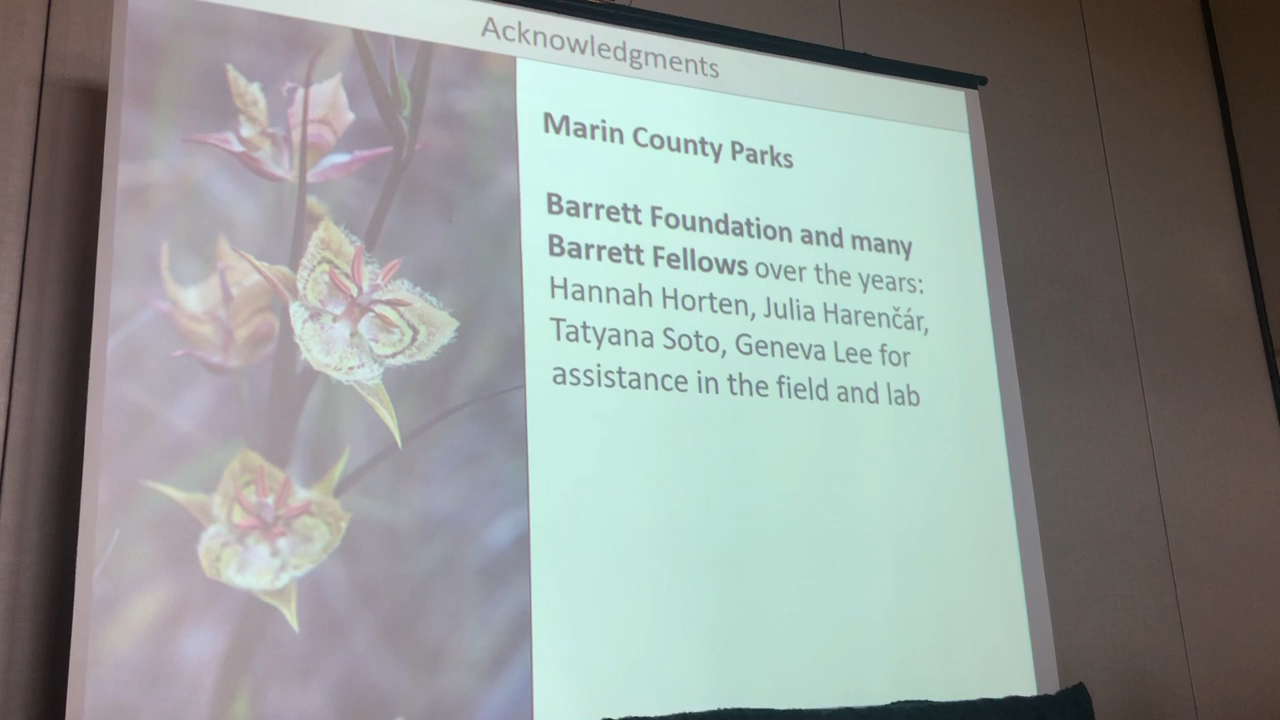 Acknowledgments
Marin County Parks
Barrett Foundation and many
Barrett Fellows over the years:
Hannah Horten, Julia Harenčár,
Tatyana Soto, Geneva Lee for
assistance in the field and lab